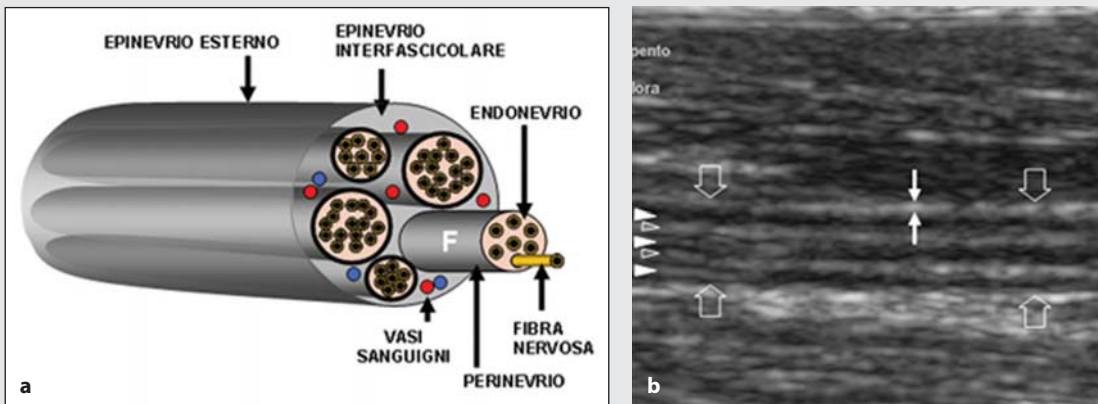 EPINEVRIO ESTERNO
EPINEVRIO
INTERFASCICOLARE
ENDONEVRIO
F
VASI
SANGUIGNI
FIBRA
NERVOSA
PERINEVRIO
a
b